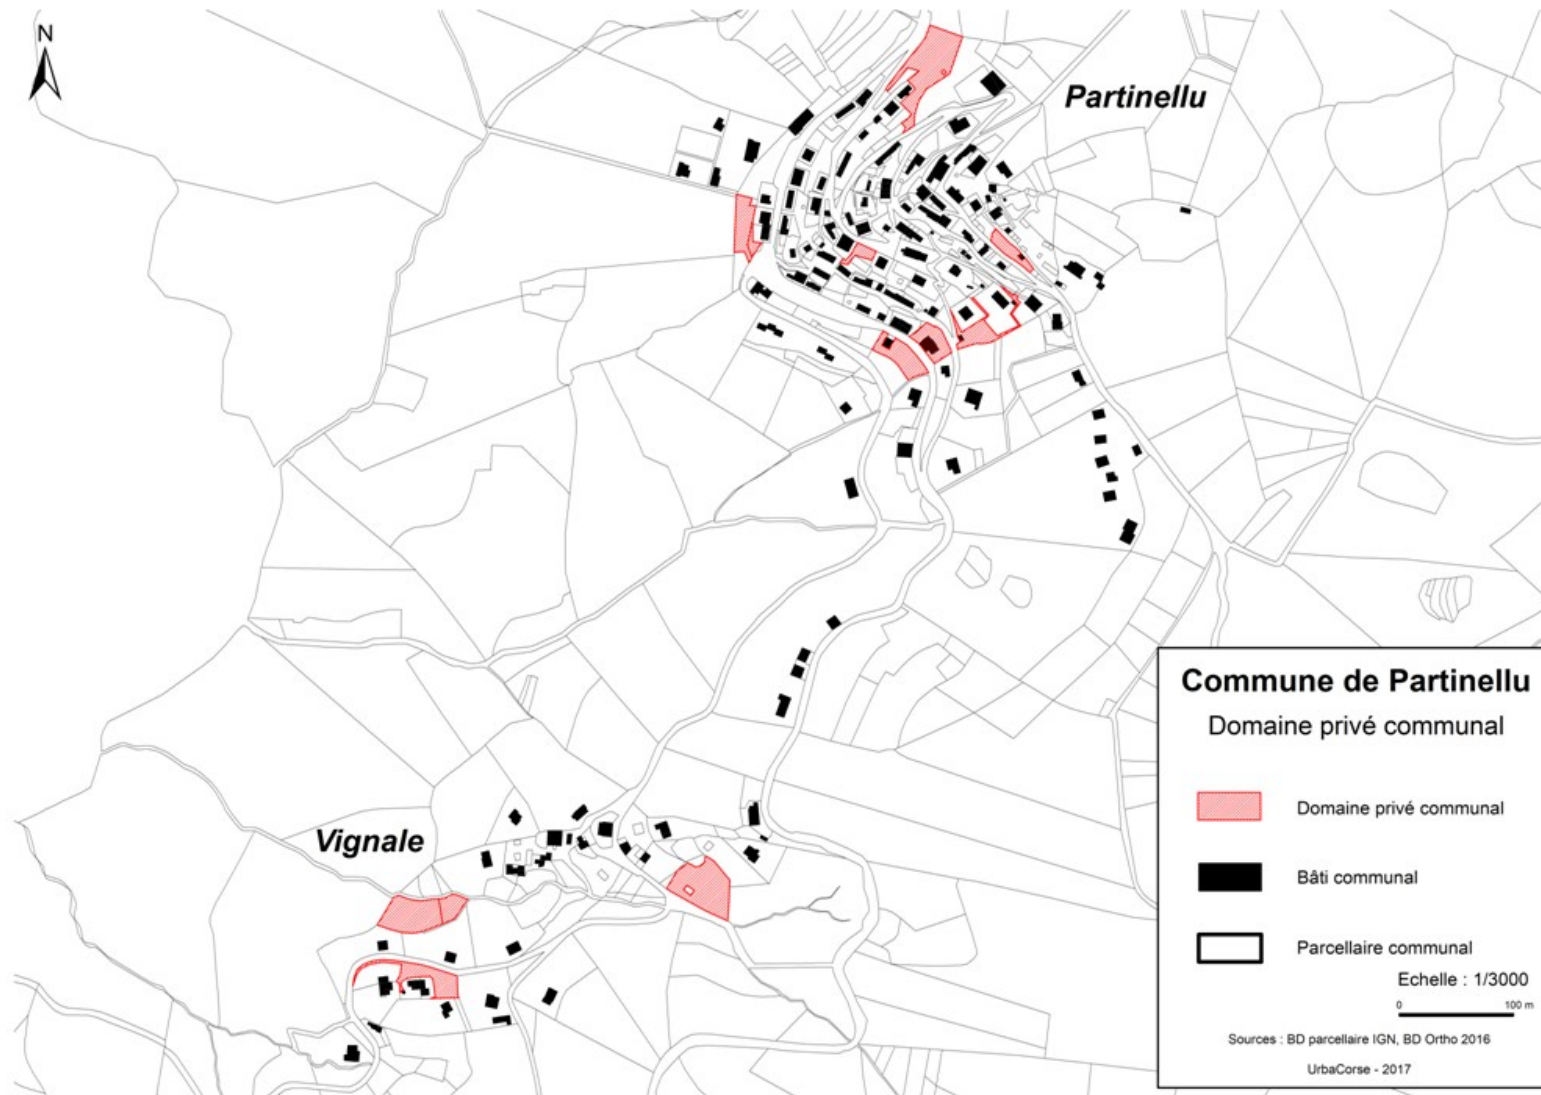 N
Partinellu
Vignale
Commune de Partinellu
Domaine privé communal
Domaine privé communal
Bâti communal
Parcellaire communal
Echelle : 1/3000
0 100 m
Sources : BD parcellaire IGN, BD Ortho 2016
UrbaCorse - 2017